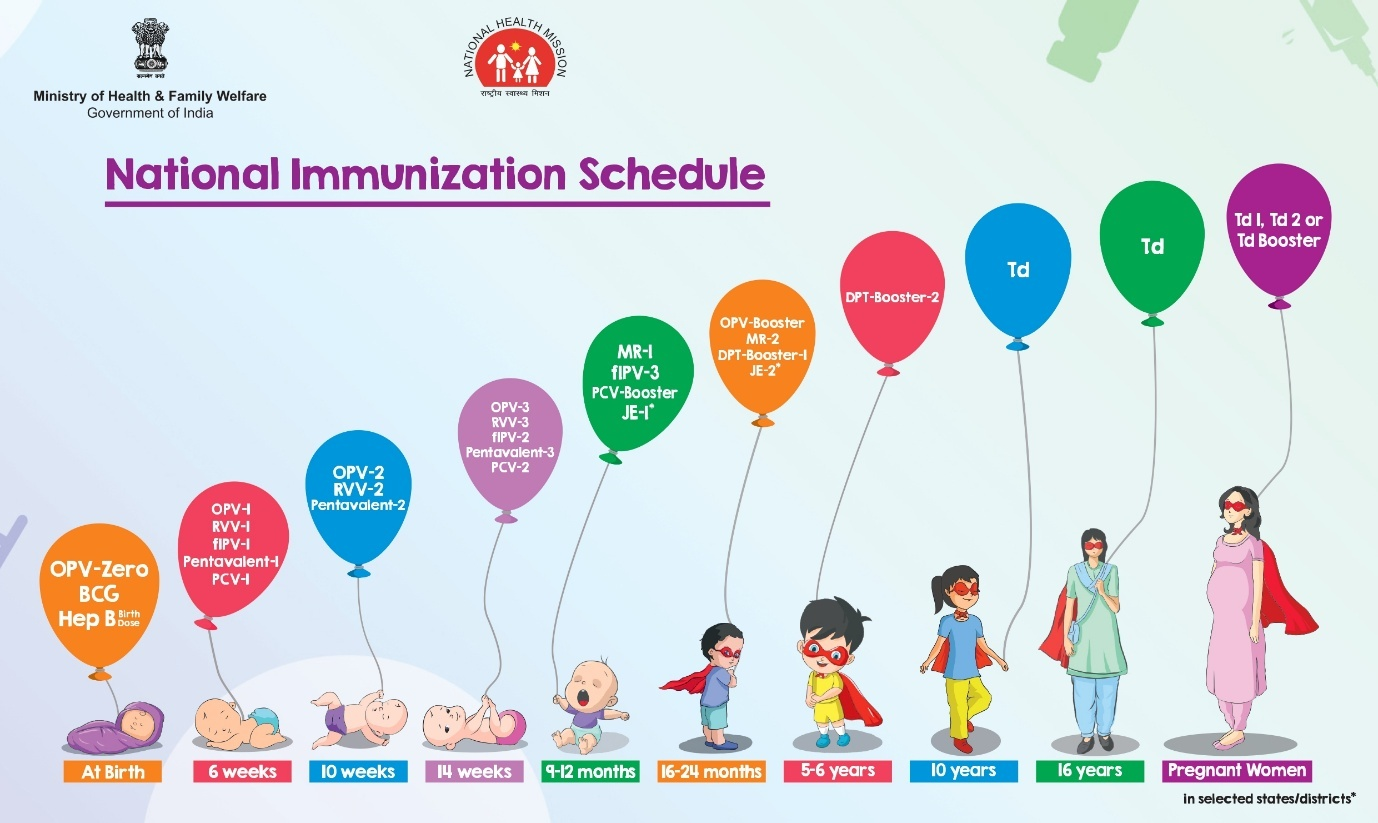 सत्यमेव जयते
Ministry of Health & Family Welfare
Government of India
NATIONAL HEALTH MISSION
राष्ट्रीय स्वास्थ्य मिशन
National Immunization Schedule
OPV-Zero
BCG
Hep B Birth Dose
At Birth
OPV-1
RVV-1
fIPV-1
Pentavalent-1
PCV-1
6 weeks
OPV-2
RVV-2
Pentavalent-2
10 weeks
OPV-3
RVV-3
fIPV-2
Pentavalent-3
PCV-2
14 weeks
MR-1
fIPV-3
PCV-Booster
JE-1*
9-12 months
OPV-Booster
MR-2
DPT-Booster-1
JE-2*
16-24 months
DPT-Booster-2
5-6 years
Td
10 years
Td
16 years
Td 1, Td 2 or
Td Booster
Pregnant Women
in selected states/districts*